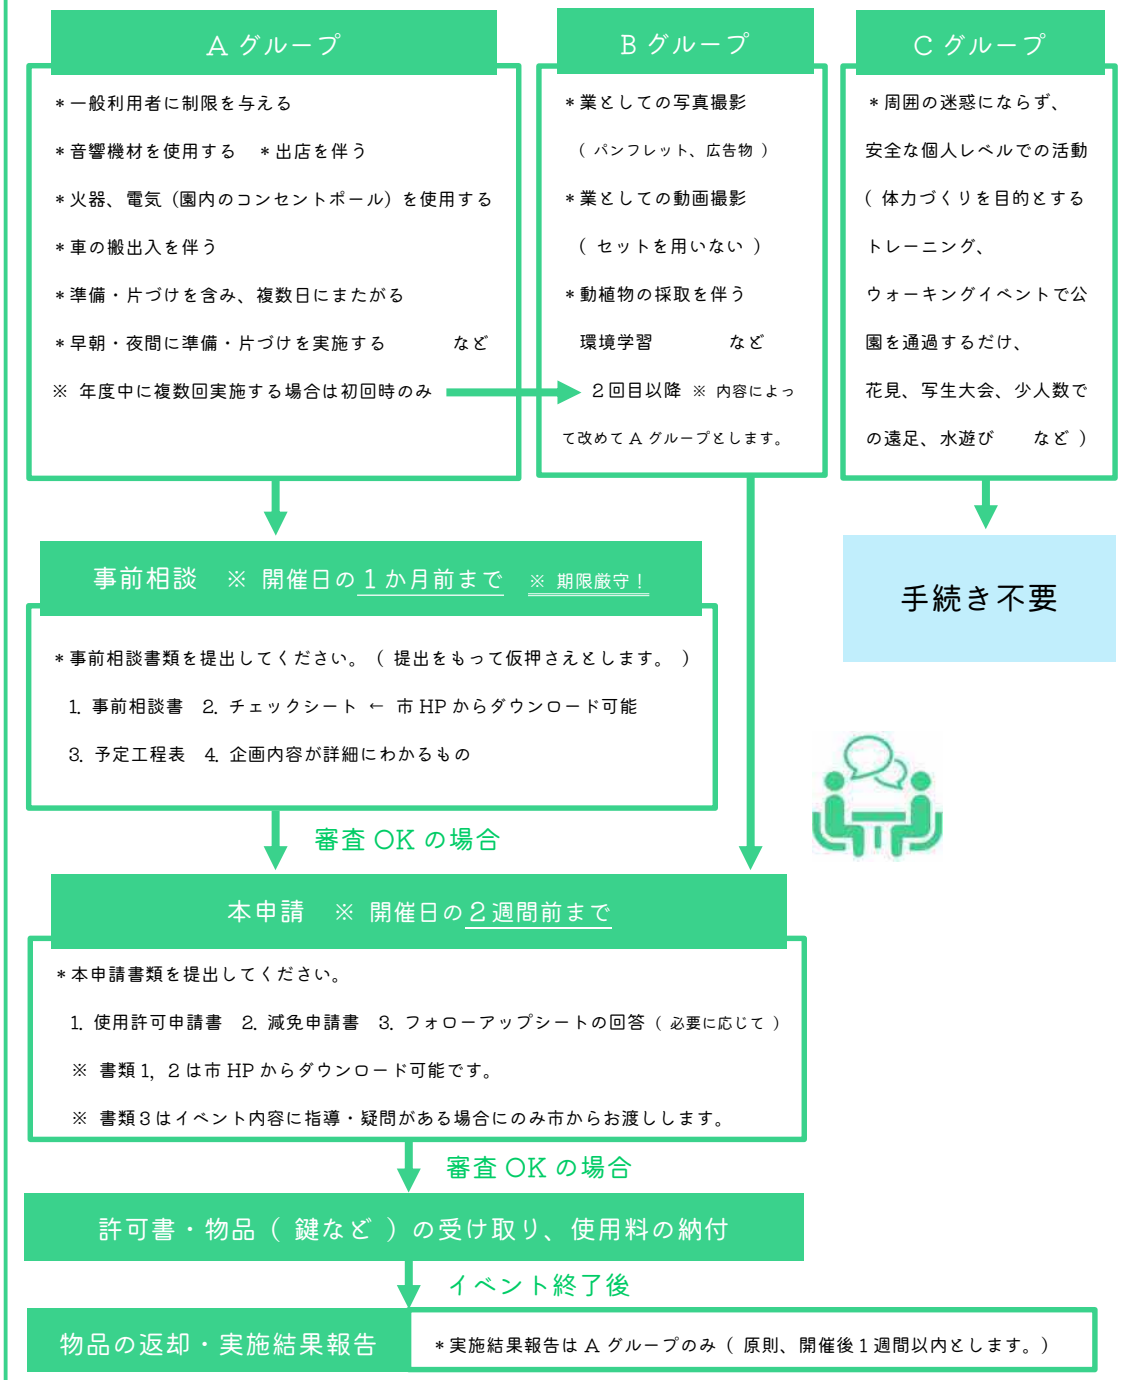 A グループ
*一般利用者に制限を与える
*音響機材を使用する *出店を伴う
*火器、電気(園内のコンセントポール)を使用する
*車の搬出入を伴う
*準備・片づけを含み、複数日にまたがる
*早朝・夜間に準備・片づけを実施する など
※ 年度中に複数回実施する場合は初回時のみ
B グループ
*業としての写真撮影
( パンフレット、広告物 )
*業としての動画撮影
( セットを用いない )
*動植物の採取を伴う
環境学習 など
2回目以降 ※ 内容によっ
て改めて A グループとします。
C グループ
*周囲の迷惑にならず、
安全な個人レベルでの活動
( 体力づくりを目的とする
トレーニング、
ウォーキングイベントで公
園を通過するだけ、
花見、写生大会、少人数で
の遠足、水遊び など )
手続き不要
事前相談 ※ 開催日の1か月前まで ※ 期限厳守!
*事前相談書類を提出してください。( 提出をもって仮押さえとします。 )
1. 事前相談書 2. チェックシート ← 市 HP からダウンロード可能
3. 予定工程表 4. 企画内容が詳細にわかるもの
審査 OK の場合
本申請 ※ 開催日の2週間前まで
*本申請書類を提出してください。
1. 使用許可申請書 2. 減免申請書 3. フォローアップシートの回答 ( 必要に応じて )
※ 書類 1, 2 は市 HP からダウンロード可能です。
※ 書類3はイベント内容に指導・疑問がある場合にのみ市からお渡しします。
審査 OK の場合
許可書・物品( 鍵など )の受け取り、使用料の納付
イベント終了後
物品の返却・実施結果報告
*実施結果報告は A グループのみ( 原則、開催後1週間以内とします。)